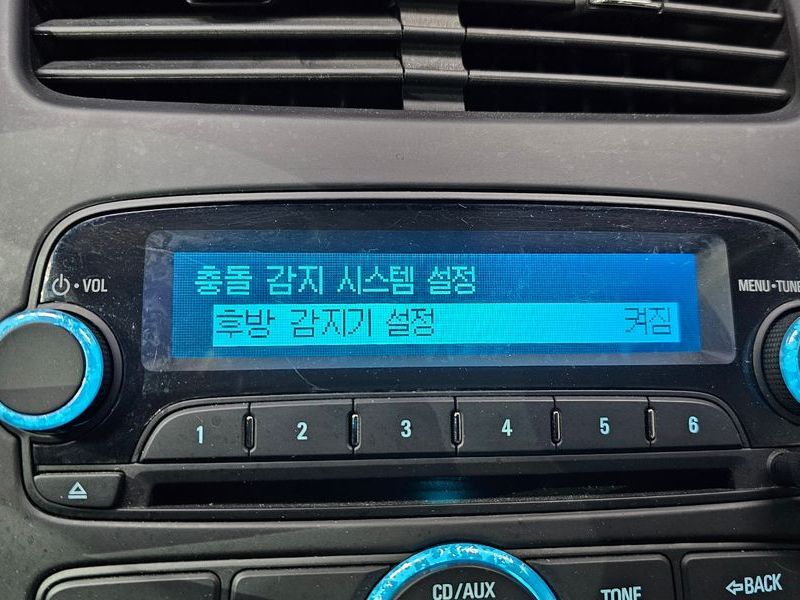 충돌 감지 시스템 설정
후방 감지기 설정 켜짐
VOL
MENU•TUNE
1 2 3 4 5 6
CD/AUX
TONE
BACK